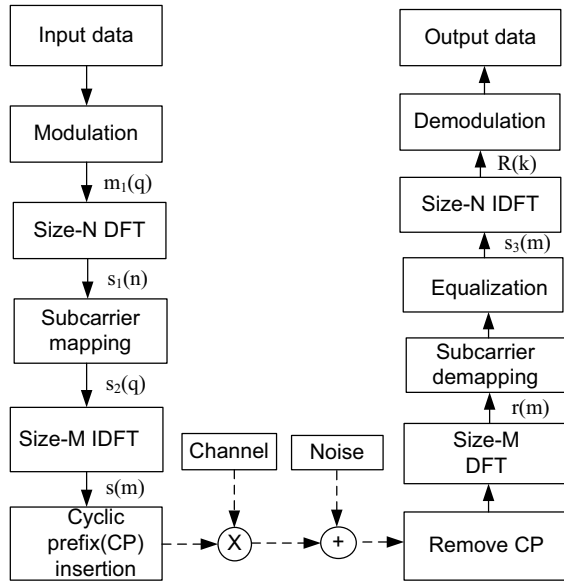 Input data
Modulation
m₁(q)
Size-N DFT
s₁(n)
Subcarrier
mapping
s₂(q)
Size-M IDFT
s(m)
Cyclic
prefix(CP)
insertion
Channel
X
Noise
+
Remove CP
Size-M
DFT
r(m)
Subcarrier
demapping
Equalization
s₃(m)
Size-N IDFT
R(k)
Demodulation
Output data